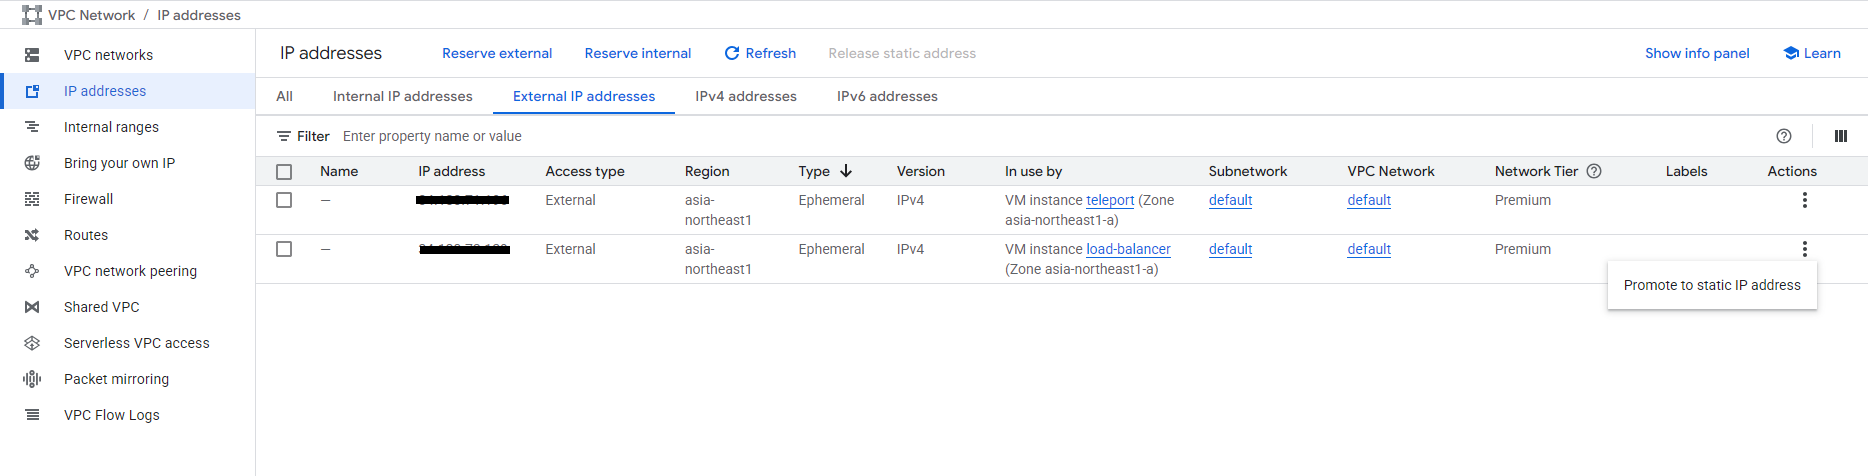 VPC Network / IP addresses
VPC networks
IP addresses
Internal ranges
Bring your own IP
Firewall
Routes
VPC network peering
Shared VPC
Serverless VPC access
Packet mirroring
VPC Flow Logs
IP addresses Reserve external Reserve internal Refresh Release static address Show info panel Learn
All Internal IP addresses External IP addresses IPv4 addresses IPv6 addresses
Filter Enter property name or value
Name IP address Access type Region Type Version In use by Subnetwork VPC Network Network Tier Labels Actions
— External asia- Ephemeral IPv4 VM instance teleport (Zone default default Premium
northeast1 asia-northeast1-a)
— External asia- Ephemeral IPv4 VM instance load-balancer default default Premium
northeast1 (Zone asia-northeast1-a)
Promote to static IP address